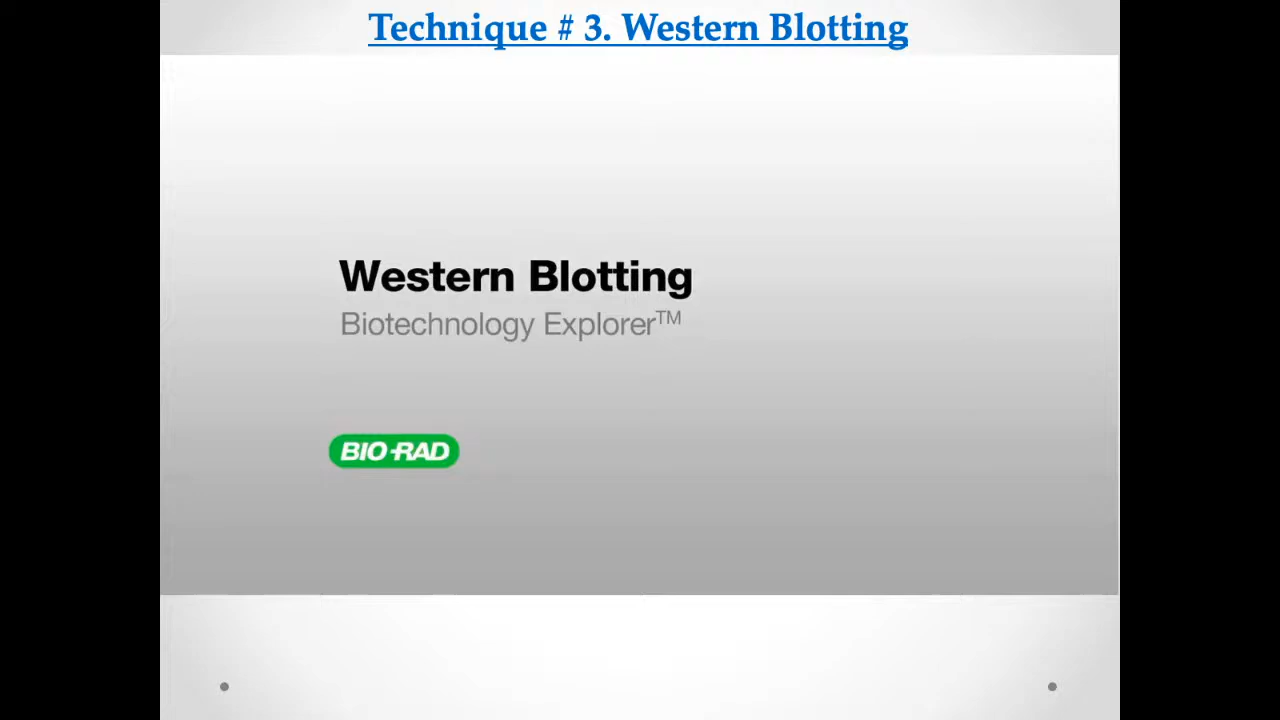 Technique # 3. Western Blotting
Western Blotting
Biotechnology Explorer™
BIO-RAD